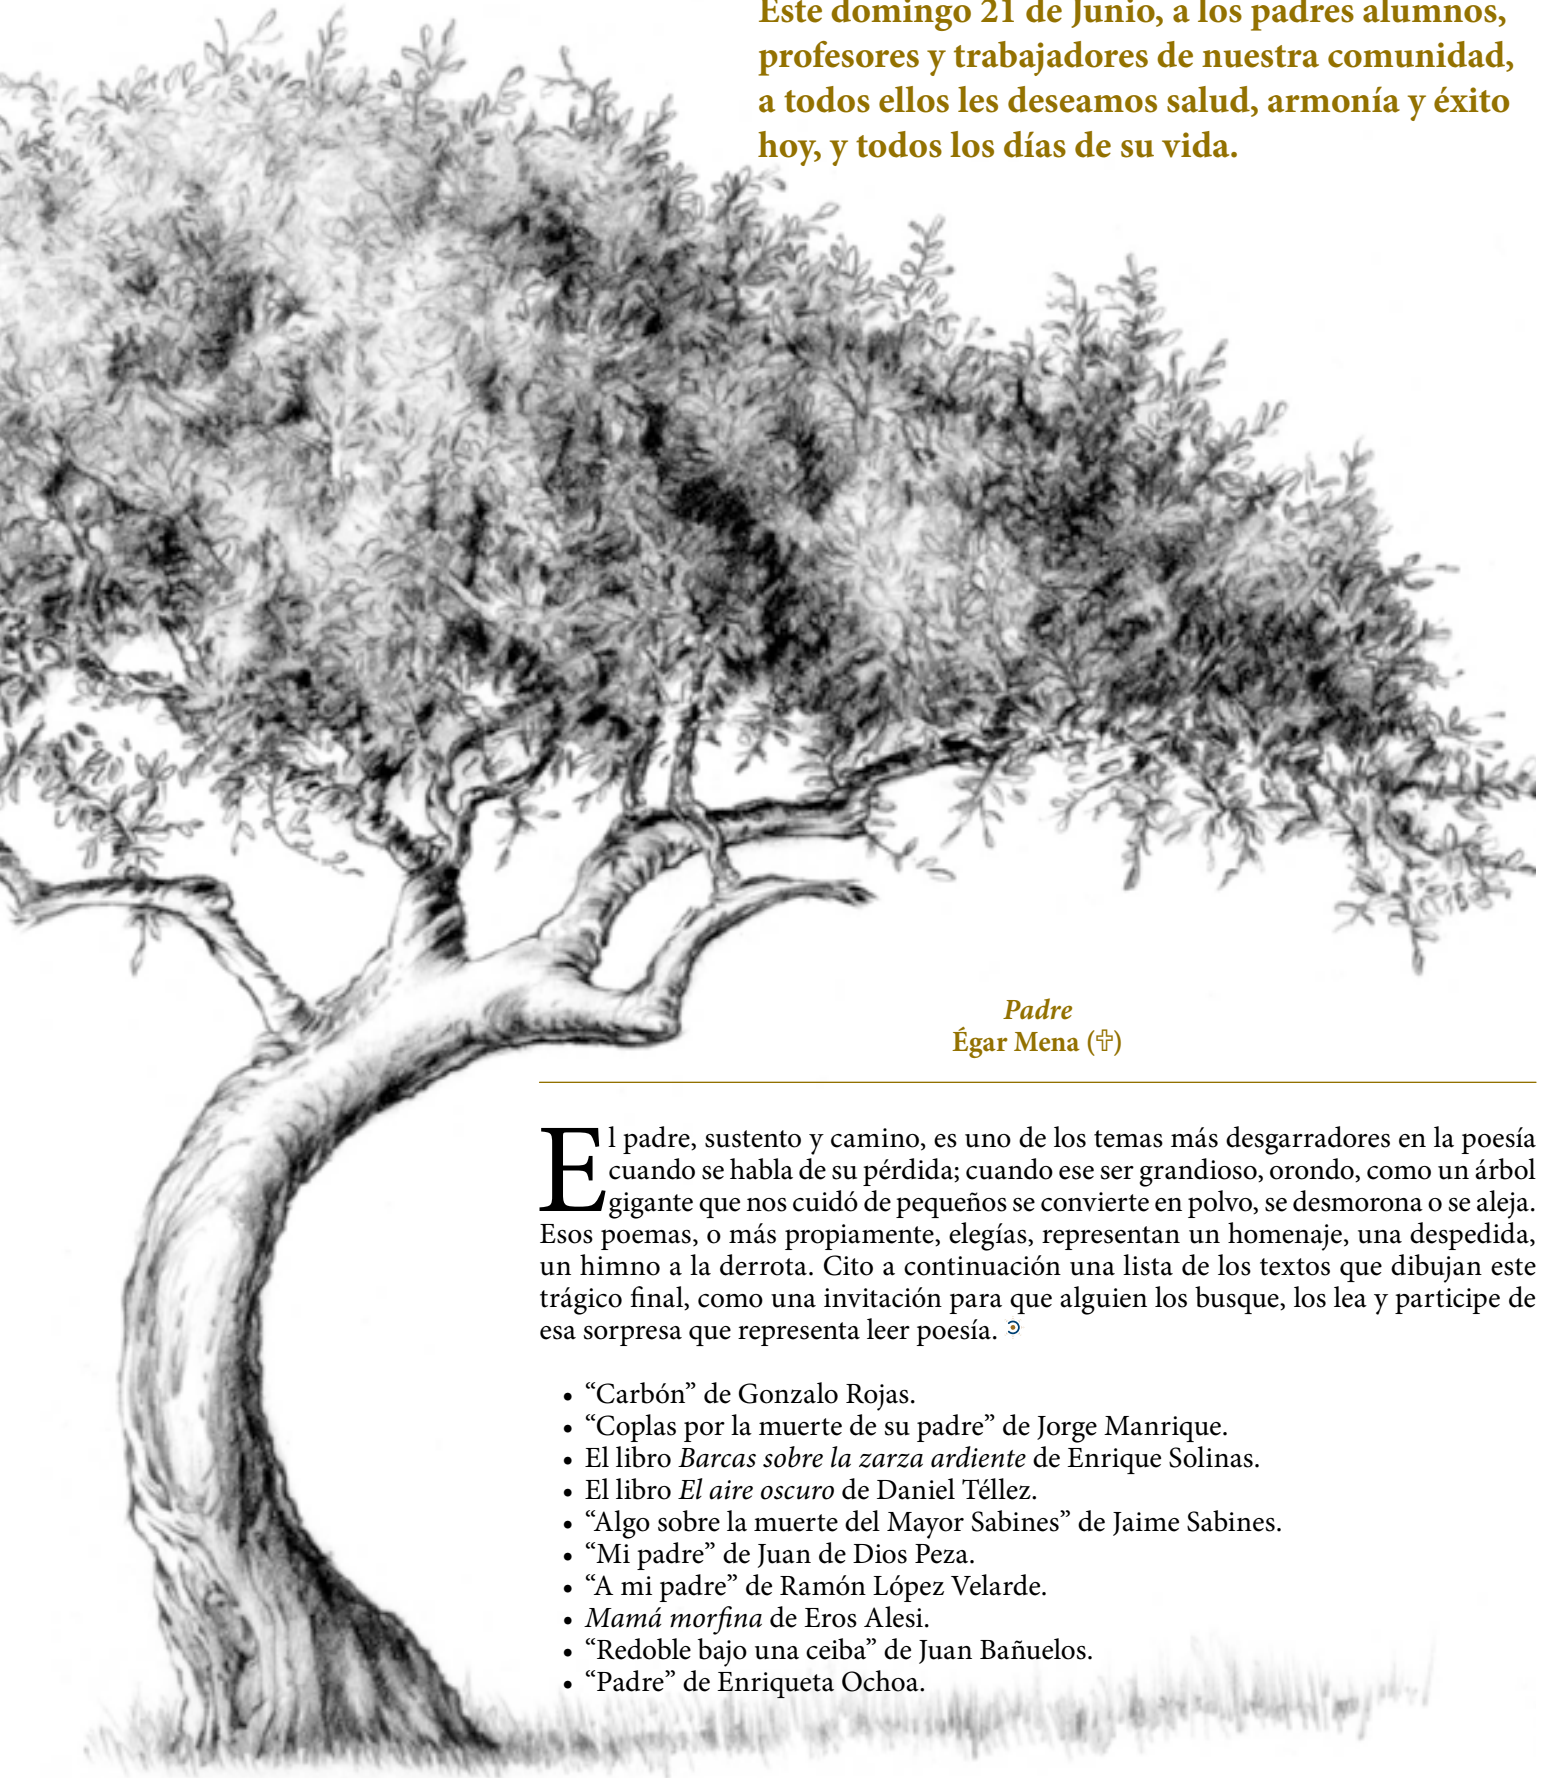 Este domingo 21 de Junio, a los padres alumnos,
profesores y trabajadores de nuestra comunidad,
a todos ellos les deseamos salud, armonía y éxito
hoy, y todos los días de su vida.
Padre
Égar Mena (✞)
El padre, sustento y camino, es uno de los temas más desgarradores en la poesía
cuando se habla de su pérdida; cuando ese ser grandioso, orondo, como un árbol
gigante que nos cuidó de pequeños se convierte en polvo, se desmorona o se aleja.
Esos poemas, o más propiamente, elegías, representan un homenaje, una despedida,
un himno a la derrota. Cito a continuación una lista de los textos que dibujan este
trágico final, como una invitación para que alguien los busque, los lea y participe de
esa sorpresa que representa leer poesía.
• “Carbón” de Gonzalo Rojas.
• “Coplas por la muerte de su padre” de Jorge Manrique.
• El libro Barcas sobre la zarza ardiente de Enrique Solinas.
• El libro El aire oscuro de Daniel Téllez.
• “Algo sobre la muerte del Mayor Sabines” de Jaime Sabines.
• “Mi padre” de Juan de Dios Peza.
• “A mi padre” de Ramón López Velarde.
• Mamá morfina de Eros Alesi.
• “Redoble bajo una ceiba” de Juan Bañuelos.
• “Padre” de Enriqueta Ochoa.